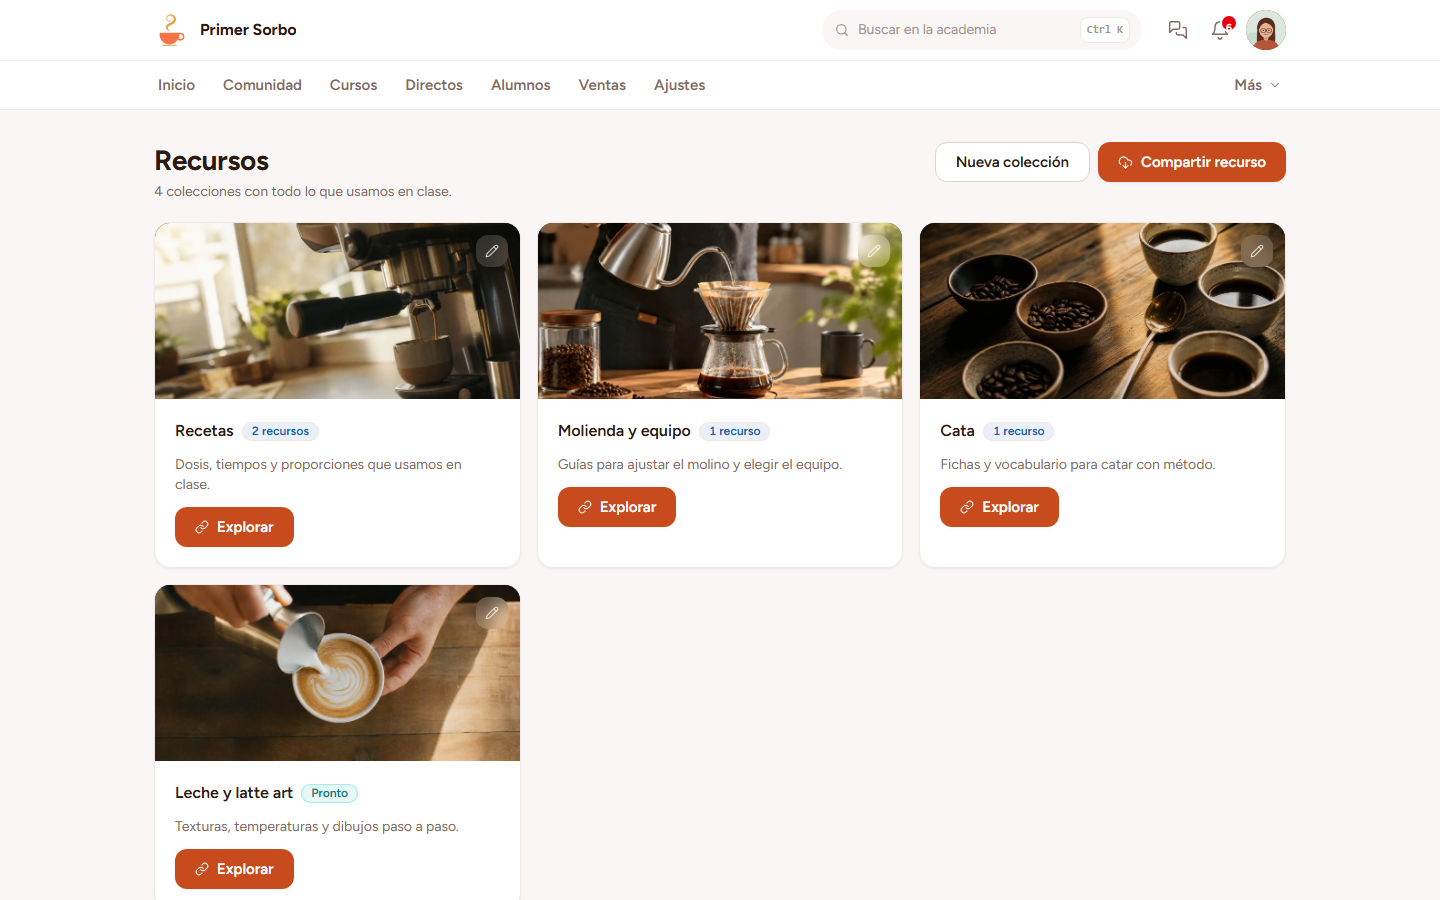 Primer Sorbo
Buscar en la academia
Ctrl K
6
Inicio
Comunidad
Cursos
Directos
Alumnos
Ventas
Ajustes
Más
Recursos
4 colecciones con todo lo que usamos en clase.
Nueva colección
Compartir recurso
Recetas
2 recursos
Dosis, tiempos y proporciones que usamos en
clase.
Explorar
Molienda y equipo
1 recurso
Guías para ajustar el molino y elegir el equipo.
Explorar
Cata
1 recurso
Fichas y vocabulario para catar con método.
Explorar
Leche y latte art
Pronto
Texturas, temperaturas y dibujos paso a paso.
Explorar